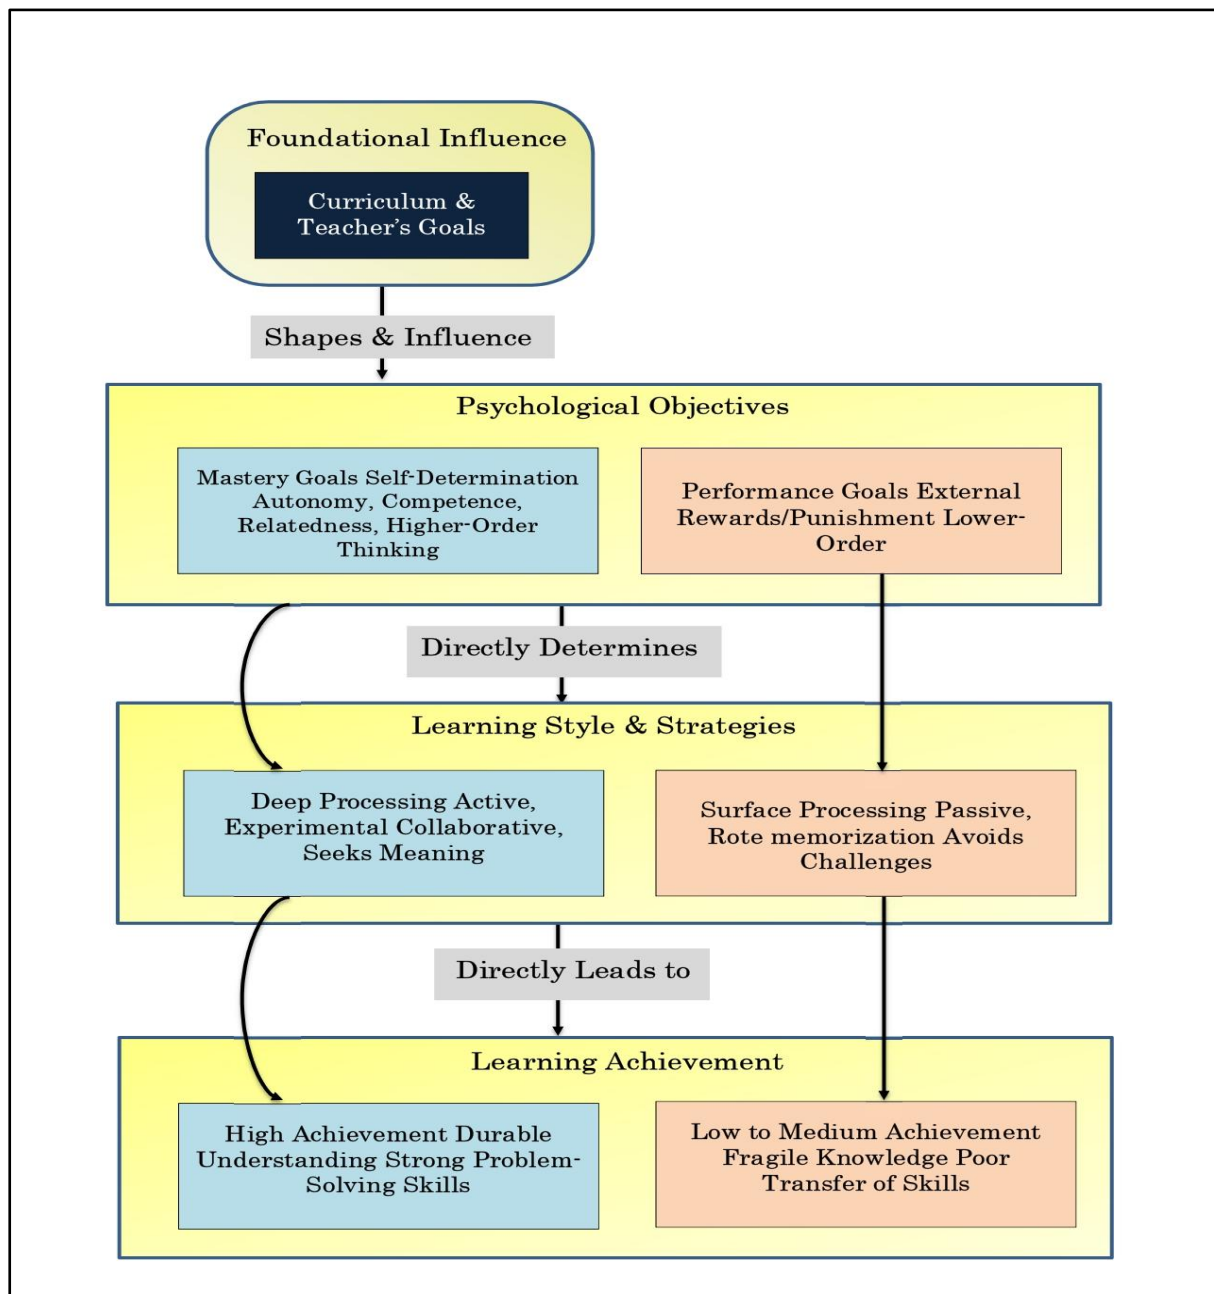 Foundational Influence
Curriculum &
Teacher’s Goals
Shapes & Influence
Psychological Objectives
Mastery Goals Self-Determination
Autonomy, Competence,
Relatedness, Higher-Order
Thinking
Performance Goals External
Rewards/Punishment Lower-
Order
Directly Determines
Learning Style & Strategies
Deep Processing Active,
Experimental Collaborative,
Seeks Meaning
Surface Processing Passive,
Rote memorization Avoids
Challenges
Directly Leads to
Learning Achievement
High Achievement Durable
Understanding Strong Problem-
Solving Skills
Low to Medium Achievement
Fragile Knowledge Poor
Transfer of Skills